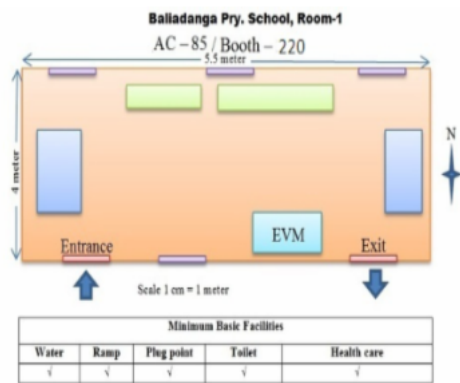 Baliadanga Pry. School, Room-1
AC-85/Booth-220
5.5 meter
4 meter
N
EVM
Entrance
Exit
Scale 1 cm = 1 meter
Minimum Basic Facilities
Water Ramp Plug point Toilet Health care
√ √ √ √ √